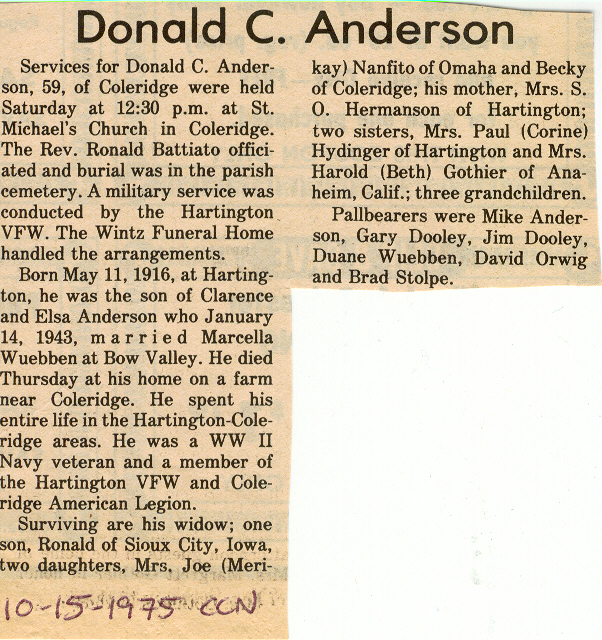 Donald C. Anderson
Services for Donald C. Ander-
son, 59, of Coleridge were held
Saturday at 12:30 p.m. at St.
Michael's Church in Coleridge.
The Rev. Ronald Battiato offici-
ated and burial was in the parish
cemetery. A military service was
conducted by the Hartington
VFW. The Wintz Funeral Home
handled the arrangements.
Born May 11, 1916, at Harting-
ton, he was the son of Clarence
and Elsa Anderson who January
14, 1943, married Marcella
Wuebben at Bow Valley. He died
Thursday at his home on a farm
near Coleridge. He spent his
entire life in the Hartington-Cole-
ridge areas. He was a WW II
Navy veteran and a member of
the Hartington VFW and Cole-
ridge American Legion.
Surviving are his widow; one
son, Ronald of Sioux City, Iowa,
two daughters, Mrs. Joe (Meri-
kay) Nanfito of Omaha and Becky
of Coleridge; his mother, Mrs. S.
O. Hermanson of Hartington;
two sisters, Mrs. Paul (Corine)
Hydinger of Hartington and Mrs.
Harold (Beth) Gothier of Ana-
heim, Calif.; three grandchildren.
Pallbearers were Mike Ander-
son, Gary Dooley, Jim Dooley,
Duane Wuebben, David Orwig
and Brad Stolpe.
10-15-1975 CCN